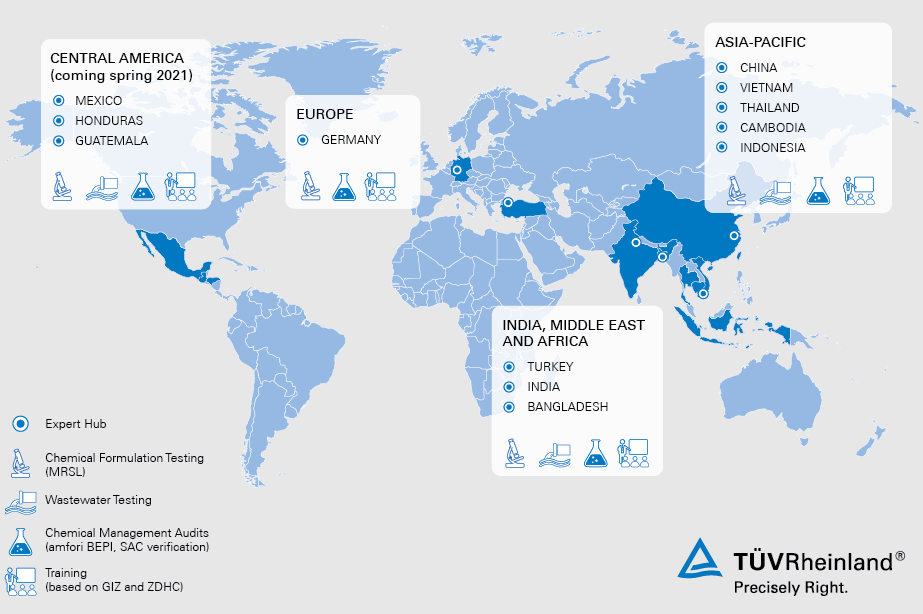 CENTRAL AMERICA
(coming spring 2021)
MEXICO
HONDURAS
GUATEMALA
EUROPE
GERMANY
ASIA-PACIFIC
CHINA
VIETNAM
THAILAND
CAMBODIA
INDONESIA
INDIA, MIDDLE EAST
AND AFRICA
TURKEY
INDIA
BANGLADESH
Expert Hub
Chemical Formulation Testing
(MRSL)
Wastewater Testing
Chemical Management Audits
(amfori BEPI, SAC verification)
Training
(based on GIZ and ZDHC)
TÜVRheinland®
Precisely Right.